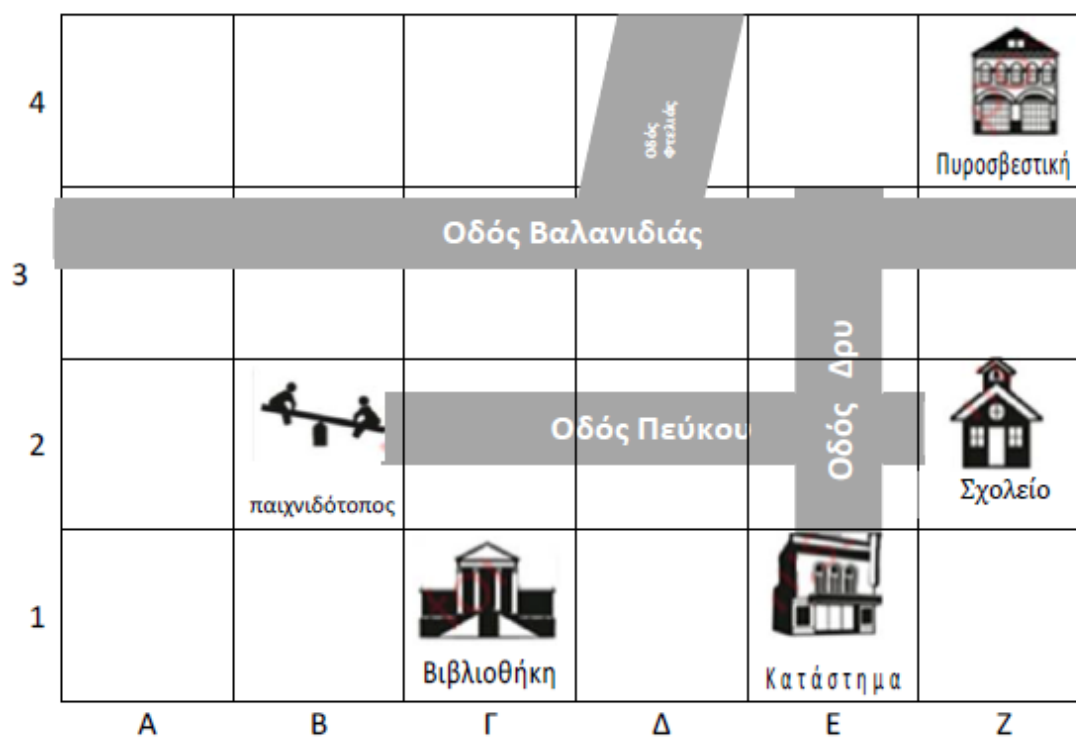 4
Οδός
Φτελιάς
Πυροσβεστική
Οδός Βαλανιδιάς
3
Οδός Δρυ
2
Οδός Πεύκου
παιχνιδότοπος
Σχολείο
1
Βιβλιοθήκη
Κατάστημα
Α Β Γ Δ Ε Ζ